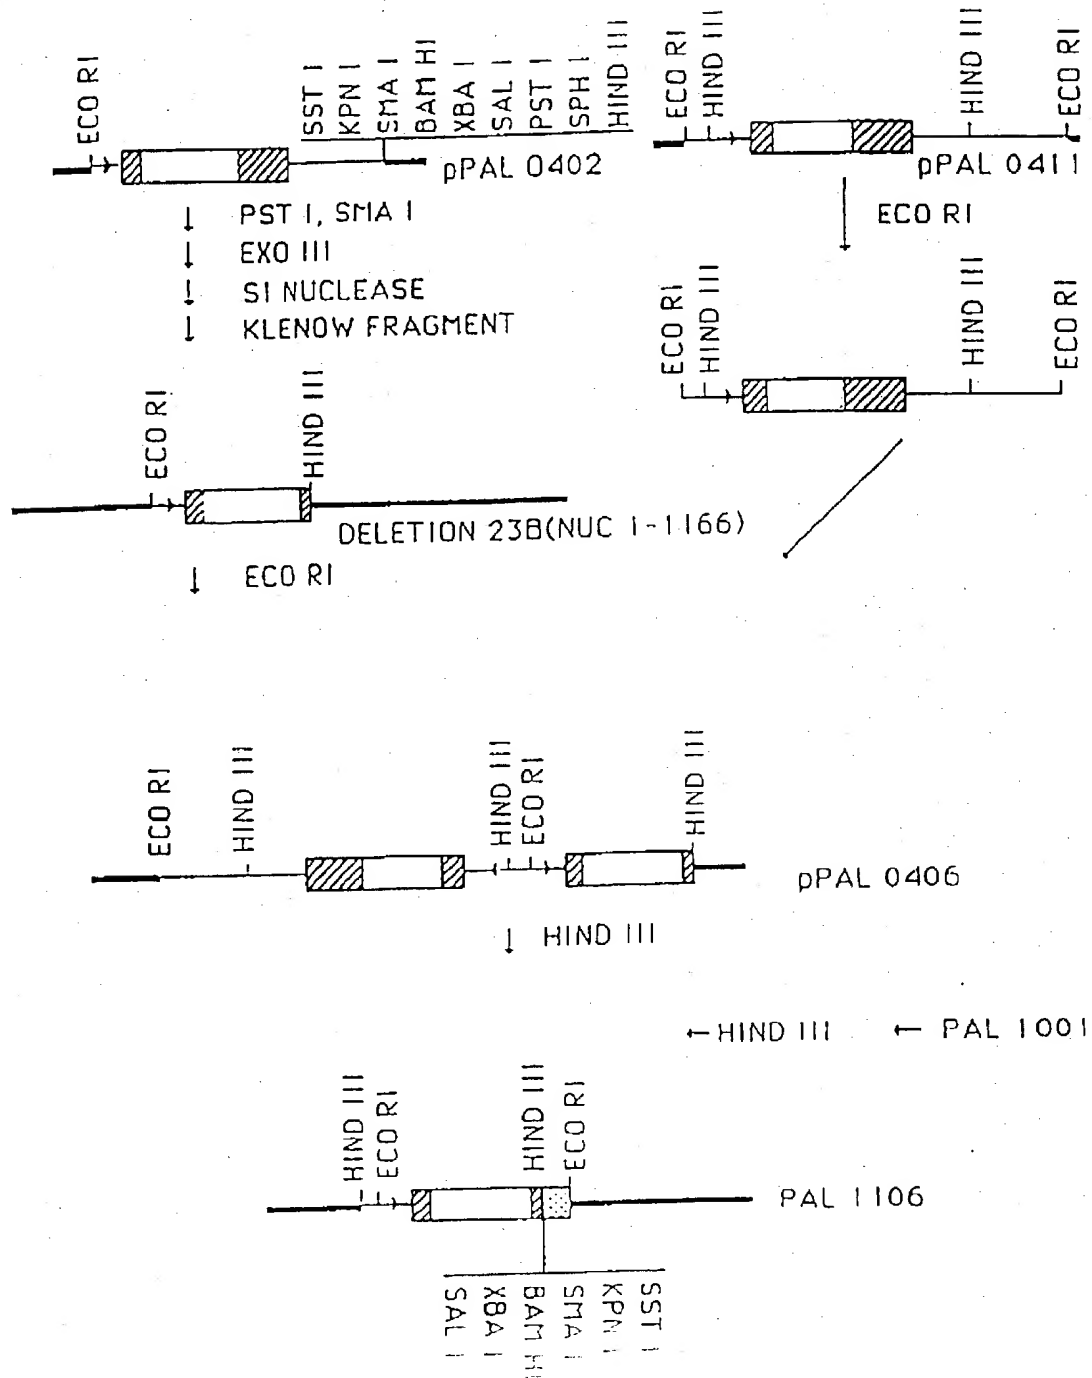 ECO RI
SST I
KPN I
SMA I
BAM HI
XBA I
SAL I
PST I
SPH I
HIND III
pPAL 0402
ECO RI
HIND III
HIND III
ECO RI
pPAL 0411
PST I, SMA I
EXO III
S1 NUCLEASE
KLENOW FRAGMENT
ECO RI
ECO RI
HIND III
HIND III
ECO RI
ECO RI
HIND III
DELETION 23B(NUC 1-1166)
ECO RI
ECO RI
HIND III
HIND III
ECO RI
HIND III
pPAL 0406
HIND III
←HIND III
← PAL 1001
HIND III
ECO RI
HIND III
ECO RI
PAL 1106
SAL I
XBA I
BAM HI
SMA I
KPN I
SST I